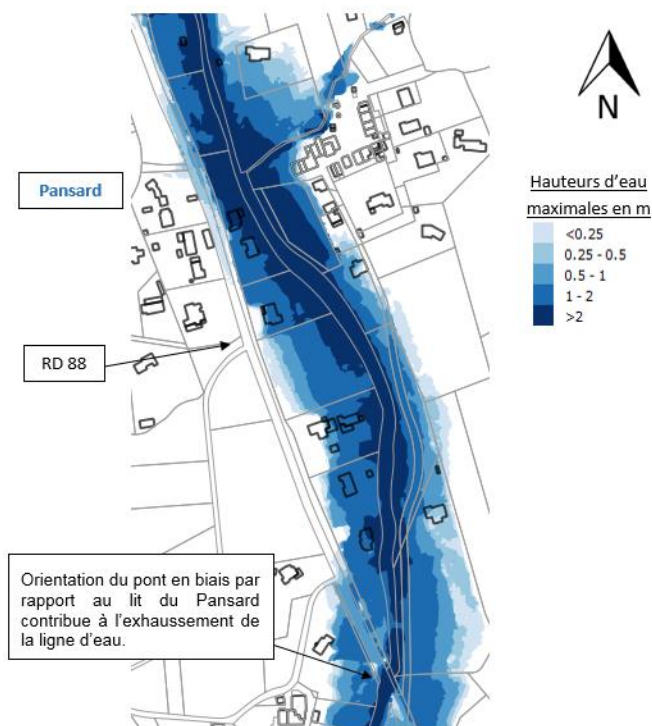 N
Pansard
Hauteurs d'eau
maximales en m
<0.25
0.25 - 0.5
0.5 - 1
1 - 2
>2
RD 88
Orientation du pont en biais par
rapport au lit du Pansard
contribue à l'exhaussement de
la ligne d'eau.